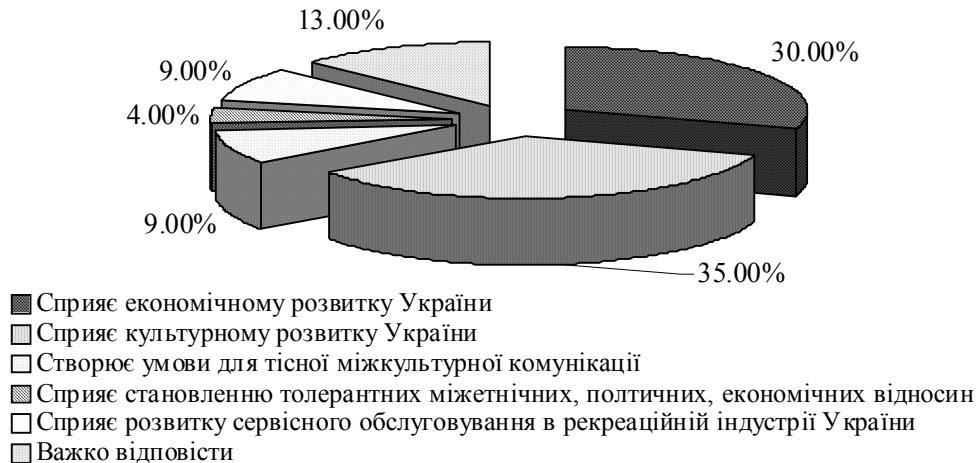 13.00%
30.00%
9.00%
4.00%
9.00%
35.00%
Сприяє економічному розвитку України
Сприяє культурному розвитку України
Створює умови для тісної міжкультурної комунікації
Сприяє становленню толерантних міжетнічних, політчних, економічних відносин
Сприяє розвитку сервісного обслуговування в рекреаційній індустрії України
Важко відповісти